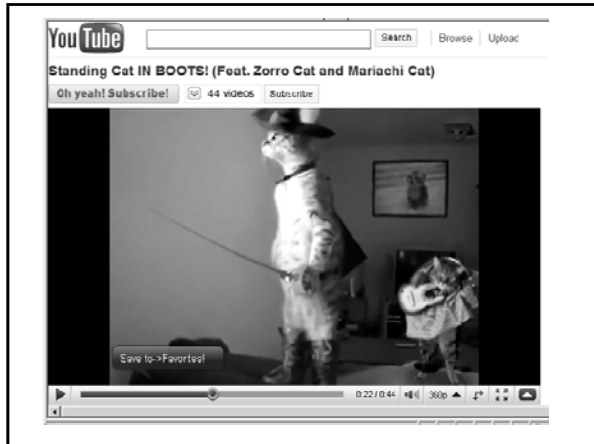 You Tube Search Browse Upload
Standing Cat IN BOOTS! (Feat. Zorro Cat and Mariachi Cat)
Oh yeah! Subscribe! 44 videos Subscribe
Save to->Favortes!
0:22 / 0:44 360p